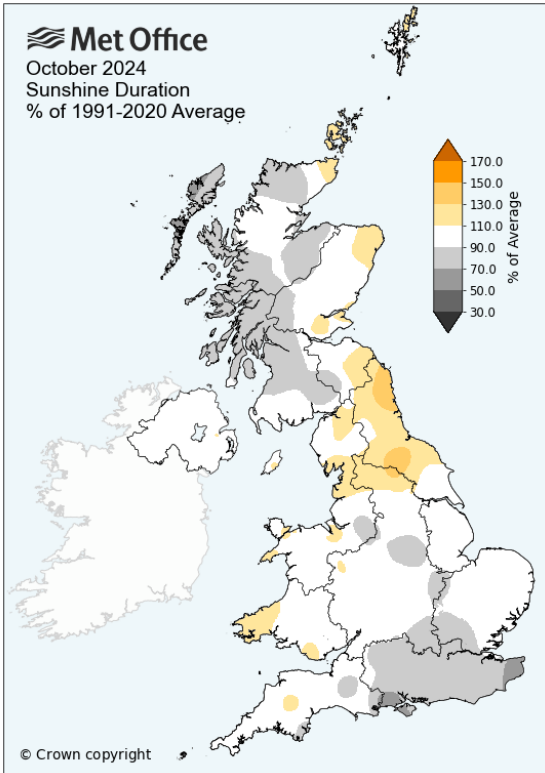 Met Office
October 2024
Sunshine Duration
% of 1991-2020 Average
170.0
150.0
130.0
110.0
90.0
70.0
50.0
30.0
% of Average
© Crown copyright